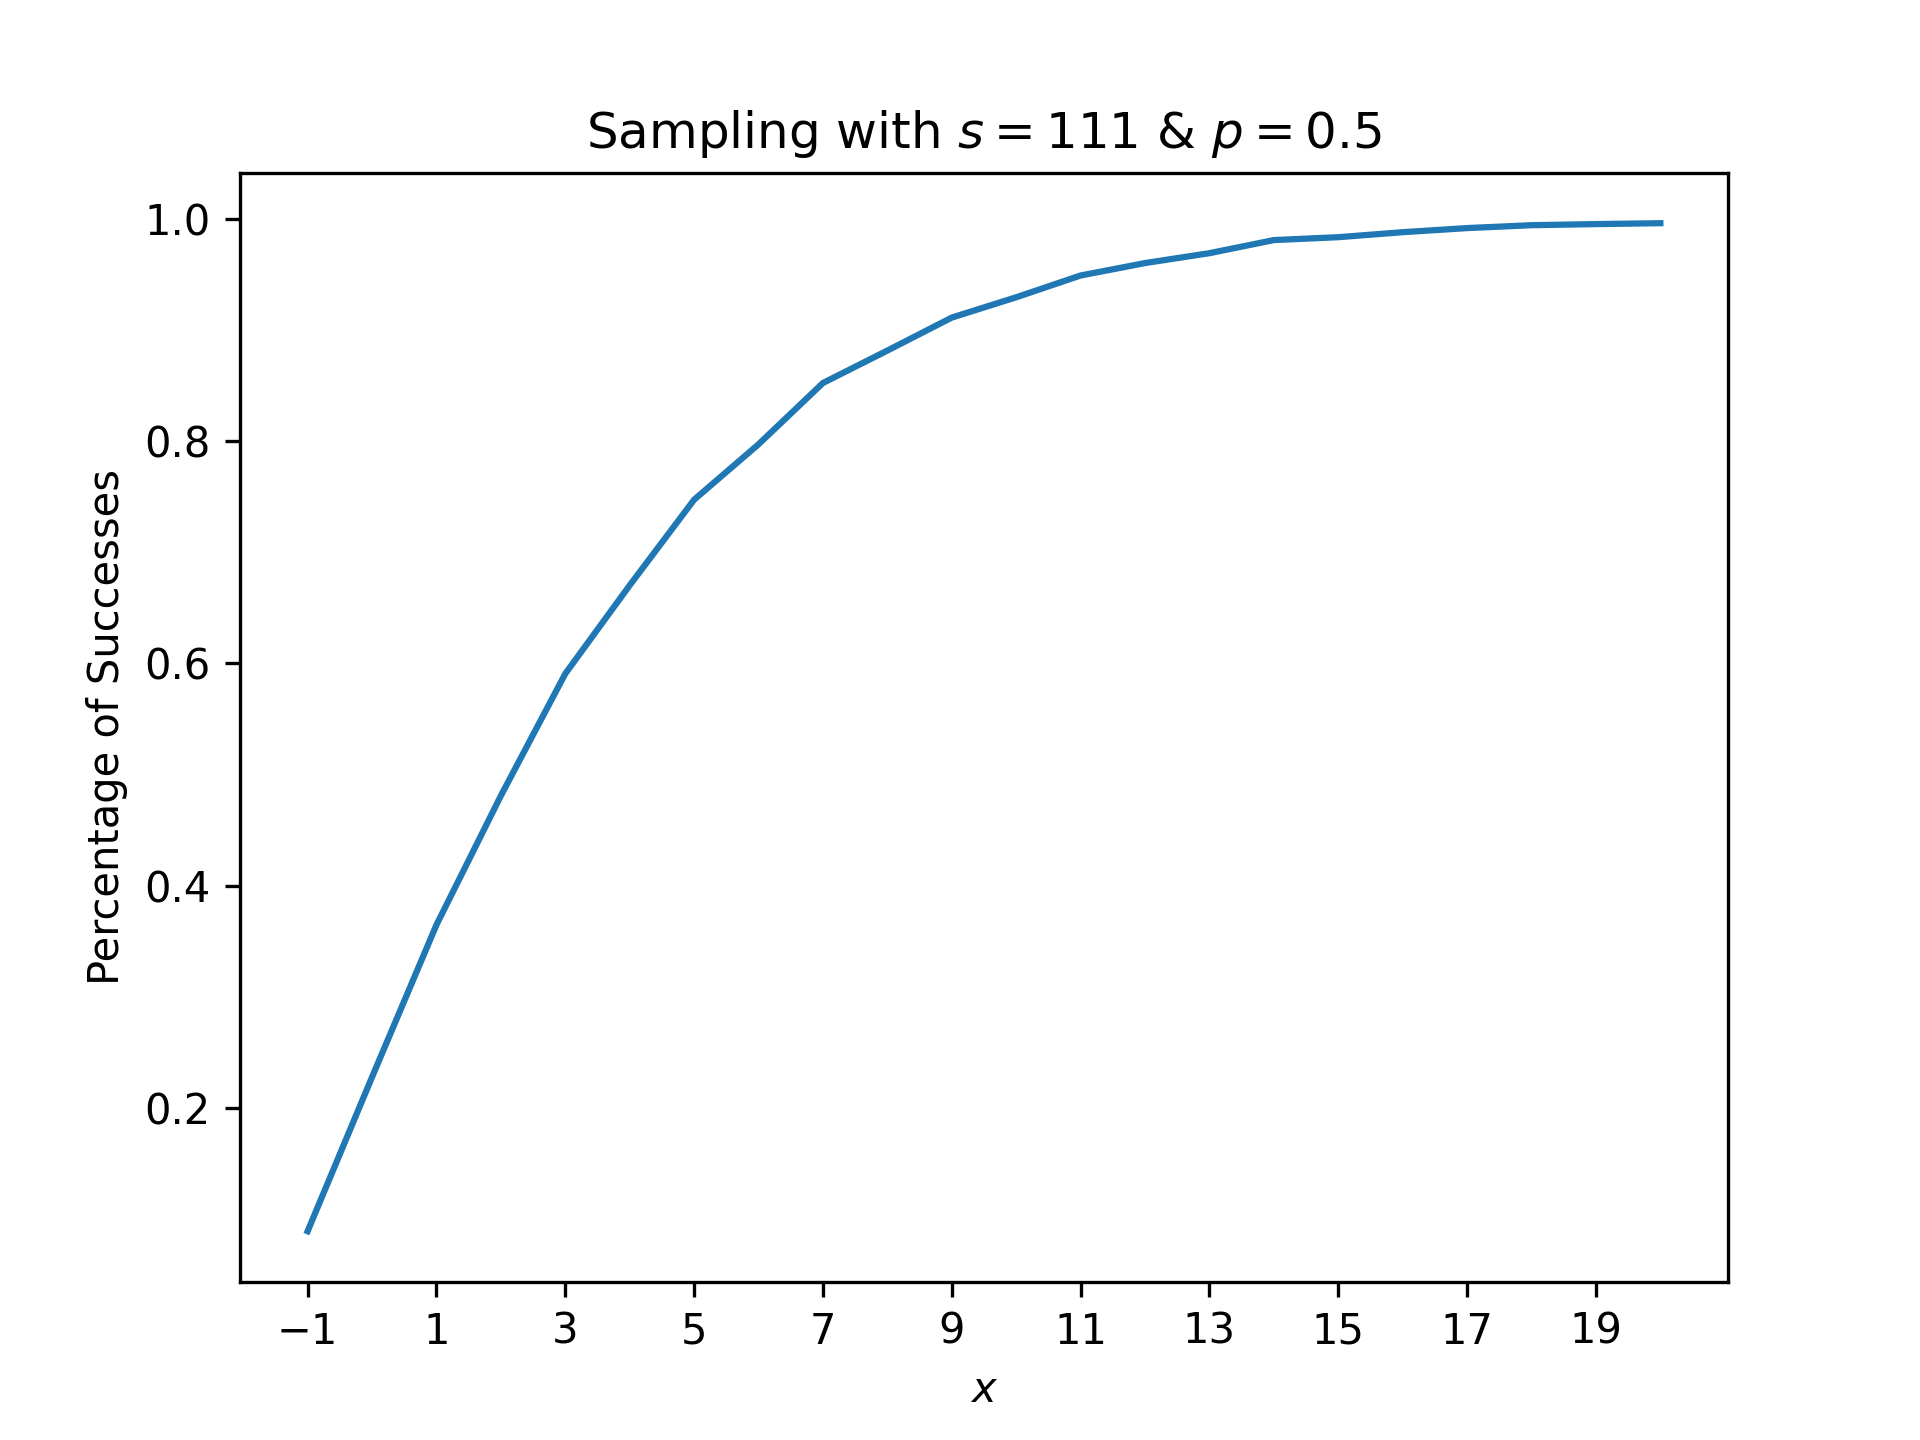 Sampling with s = 111 & p = 0.5
1.0
0.8
0.6
0.4
0.2
Percentage of Successes
−1 1 3 5 7 9 11 13 15 17 19
x